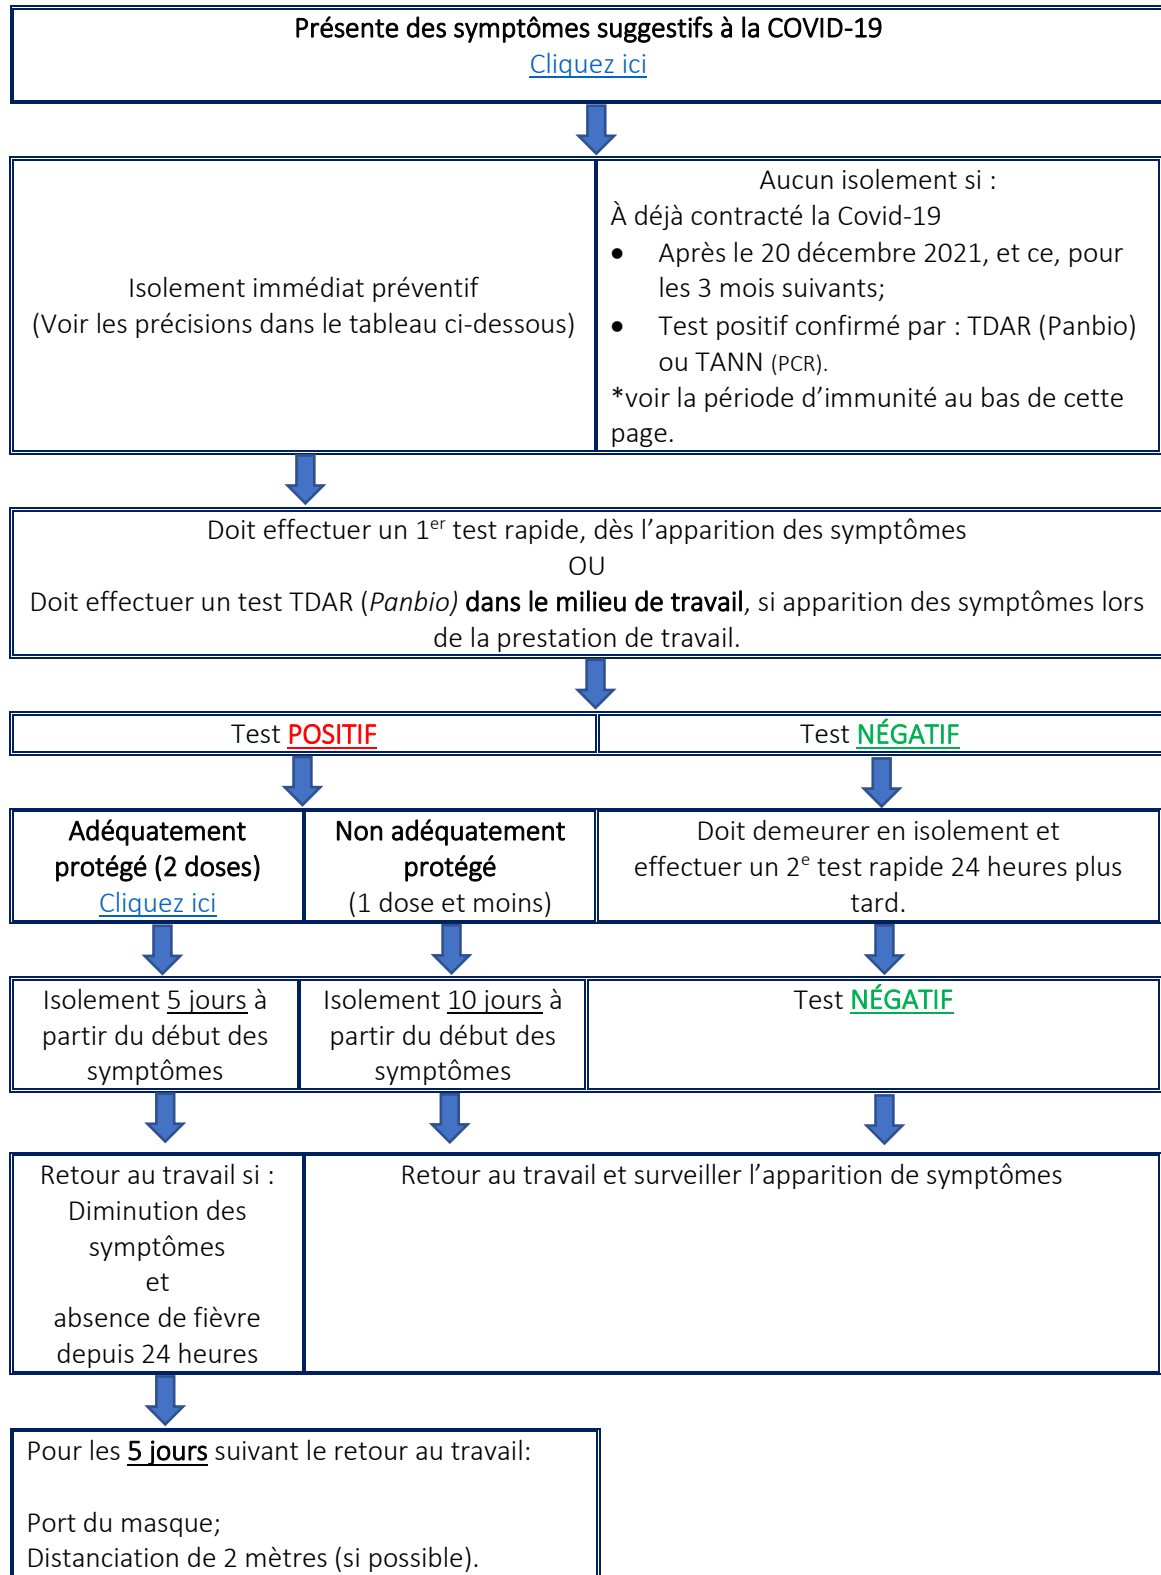 Présente des symptômes suggestifs à la COVID-19
Cliquez ici
Isolement immédiat préventif
(Voir les précisions dans le tableau ci-dessous)
Aucun isolement si :
À déjà contracté la Covid-19
• Après le 20 décembre 2021, et ce, pour
les 3 mois suivants;
• Test positif confirmé par : TDAR (Panbio)
ou TANN (PCR).
*voir la période d’immunité au bas de cette
page.
Doit effectuer un 1er test rapide, dès l’apparition des symptômes
OU
Doit effectuer un test TDAR (Panbio) dans le milieu de travail, si apparition des symptômes lors
de la prestation de travail.
Test POSITIF
Test NÉGATIF
Adéquatement
protégé (2 doses)
Cliquez ici
Non adéquatement
protégé
(1 dose et moins)
Doit demeurer en isolement et
effectuer un 2e test rapide 24 heures plus
tard.
Isolement 5 jours à
partir du début des
symptômes
Isolement 10 jours à
partir du début des
symptômes
Test NÉGATIF
Retour au travail si :
Diminution des
symptômes
et
absence de fièvre
depuis 24 heures
Retour au travail et surveiller l’apparition de symptômes
Pour les 5 jours suivant le retour au travail:
Port du masque;
Distanciation de 2 mètres (si possible).